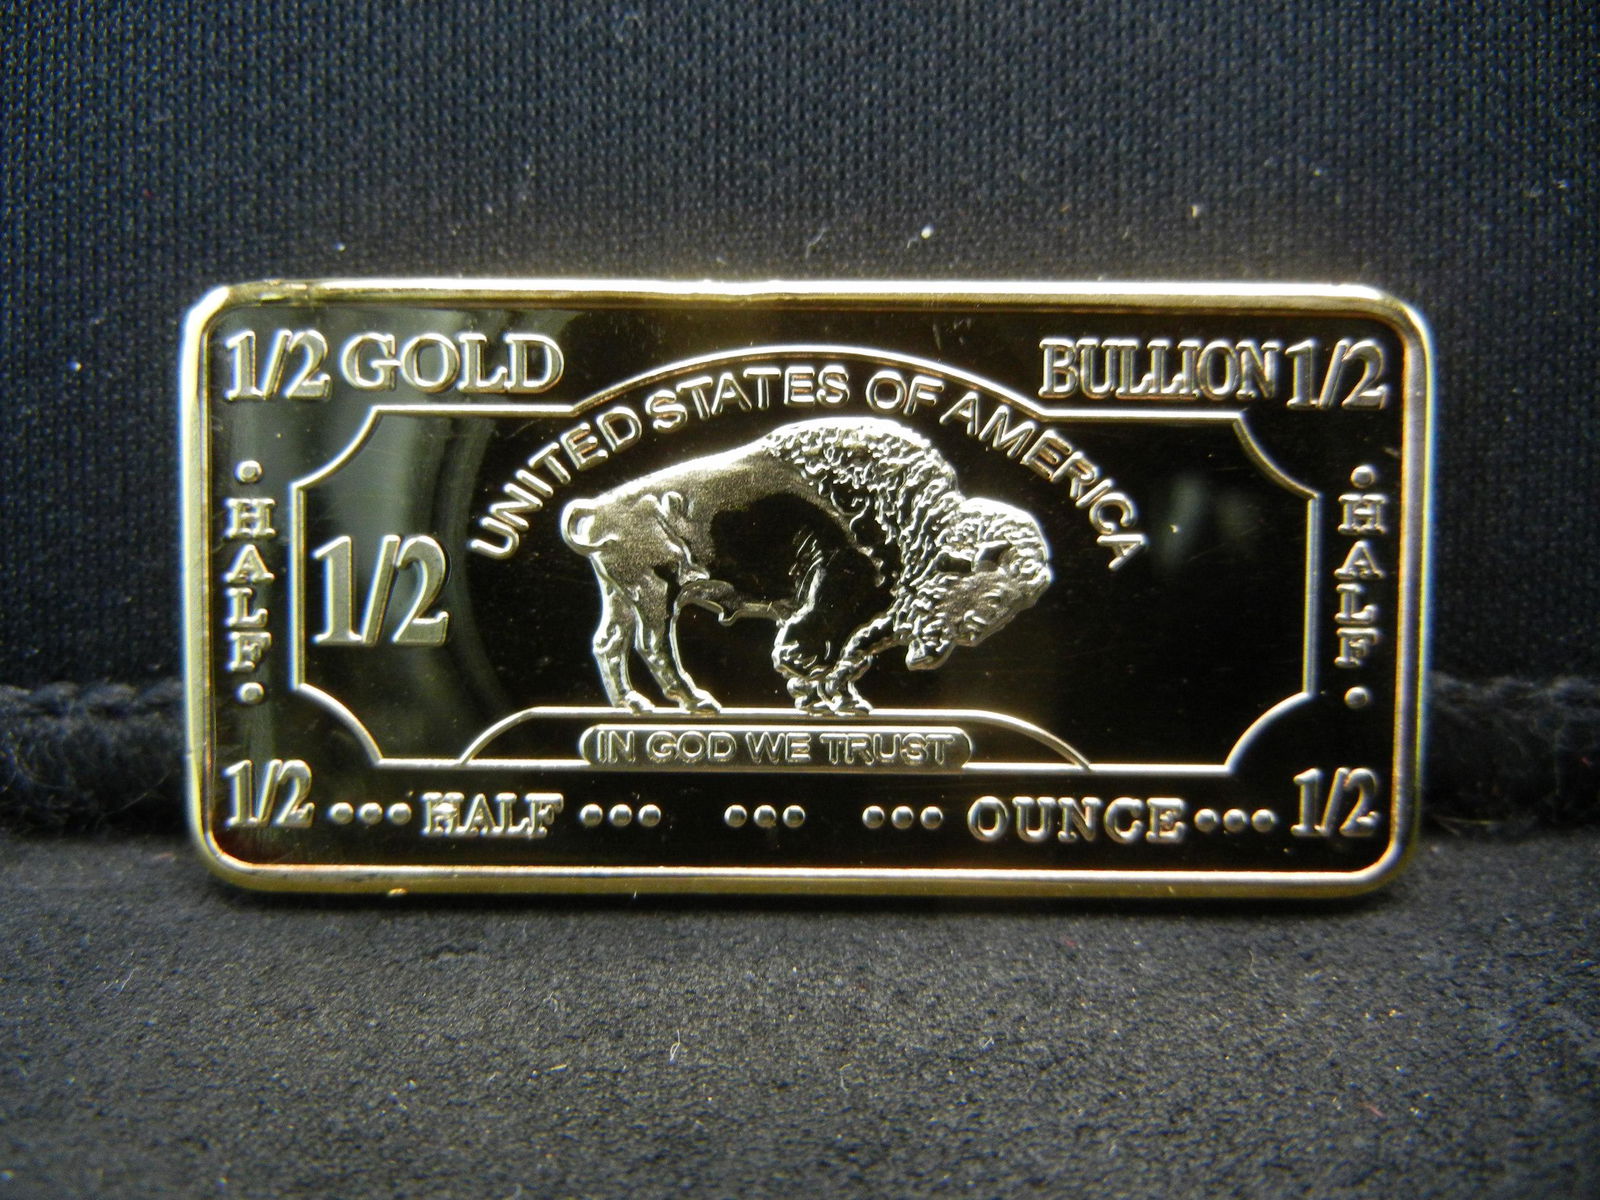 1/2 GOLD
BULLION 1/2
UNITED STATES OF AMERICA
• HALF •
1/2
• HALF •
IN GOD WE TRUST
1/2 ••• HALF ••• ••• ••• OUNCE ••• 1/2